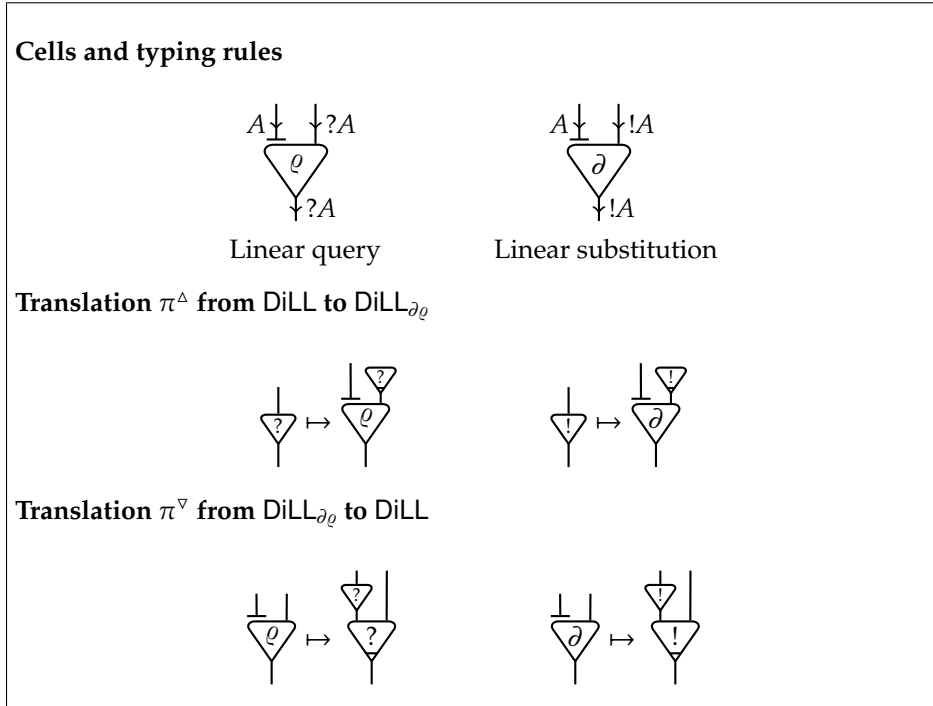 Cells and typing rules
A ?A A !A
ϱ ∂
?A !A
Linear query Linear substitution
Translation π^△ from DiLL to DiLL_∂ϱ
? ! 
? ↦ ϱ ! ↦ ∂
Translation π^▽ from DiLL_∂ϱ to DiLL
? !
ϱ ↦ ? ∂ ↦ !